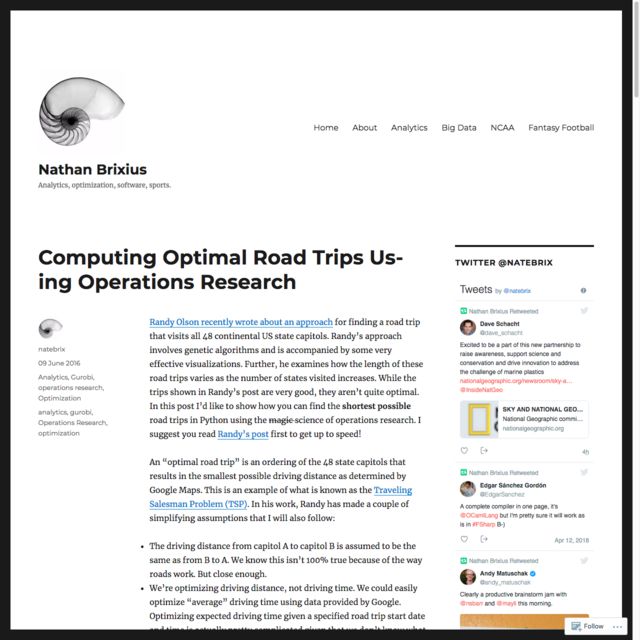 Home About Analytics Big Data NCAA Fantasy Football
Nathan Brixius
Analytics, optimization, software, sports.
Computing Optimal Road Trips Us-
ing Operations Research
natebrix
09 June 2016
Analytics, Gurobi,
operations research,
Optimization
analytics, gurobi,
Operations Research,
optimization
Randy Olson recently wrote about an approach for finding a road trip
that visits all 48 continental US state capitols. Randy's approach
involves genetic algorithms and is accompanied by some very
effective visualizations. Further, he examines how the length of these
road trips varies as the number of states visited increases. While the
trips shown in Randy's post are very good, they aren't quite optimal.
In this post I'd like to show how you can find the shortest possible
road trips in Python using the magic science of operations research. I
suggest you read Randy's post first to get up to speed!
An "optimal road trip" is an ordering of the 48 state capitols that
results in the smallest possible driving distance as determined by
Google Maps. This is an example of what is known as the Traveling
Salesman Problem (TSP). In his work, Randy has made a couple of
simplifying assumptions that I will also follow:
• The driving distance from capitol A to capitol B is assumed to be the
same as from B to A. We know this isn't 100% true because of the way
roads work. But close enough.
• We're optimizing driving distance, not driving time. We could easily
optimize "average" driving time using data provided by Google.
Optimizing expected driving time given a specified road trip start date
and time is actually pretty complicated given that we don't know what
TWITTER @NATEBRIX
Tweets by @natebrix
Nathan Brixius Retweeted
Dave Schacht
@dave_schacht
Excited to be a part of this new partnership to
raise awareness, support science and
conservation and drive innovation to address
the challenge of marine plastics
nationalgeographic.org/newsroom/sky-a…
@InsideNatGeo
SKY AND NATIONAL GEO…
National Geographic commi…
nationalgeographic.org
4h
Nathan Brixius Retweeted
Edgar Sánchez Gordón
@EdgarSanchez
A complete compiler in one page, it's
@OCamlLang but I'm pretty sure it will work as
is in #FSharp B-)
Apr 12, 2018
Nathan Brixius Retweeted
Andy Matuschak
@andy_matuschak
Clearly a productive brainstorm jam with
@nsbarr and @mayli this morning.
Follow